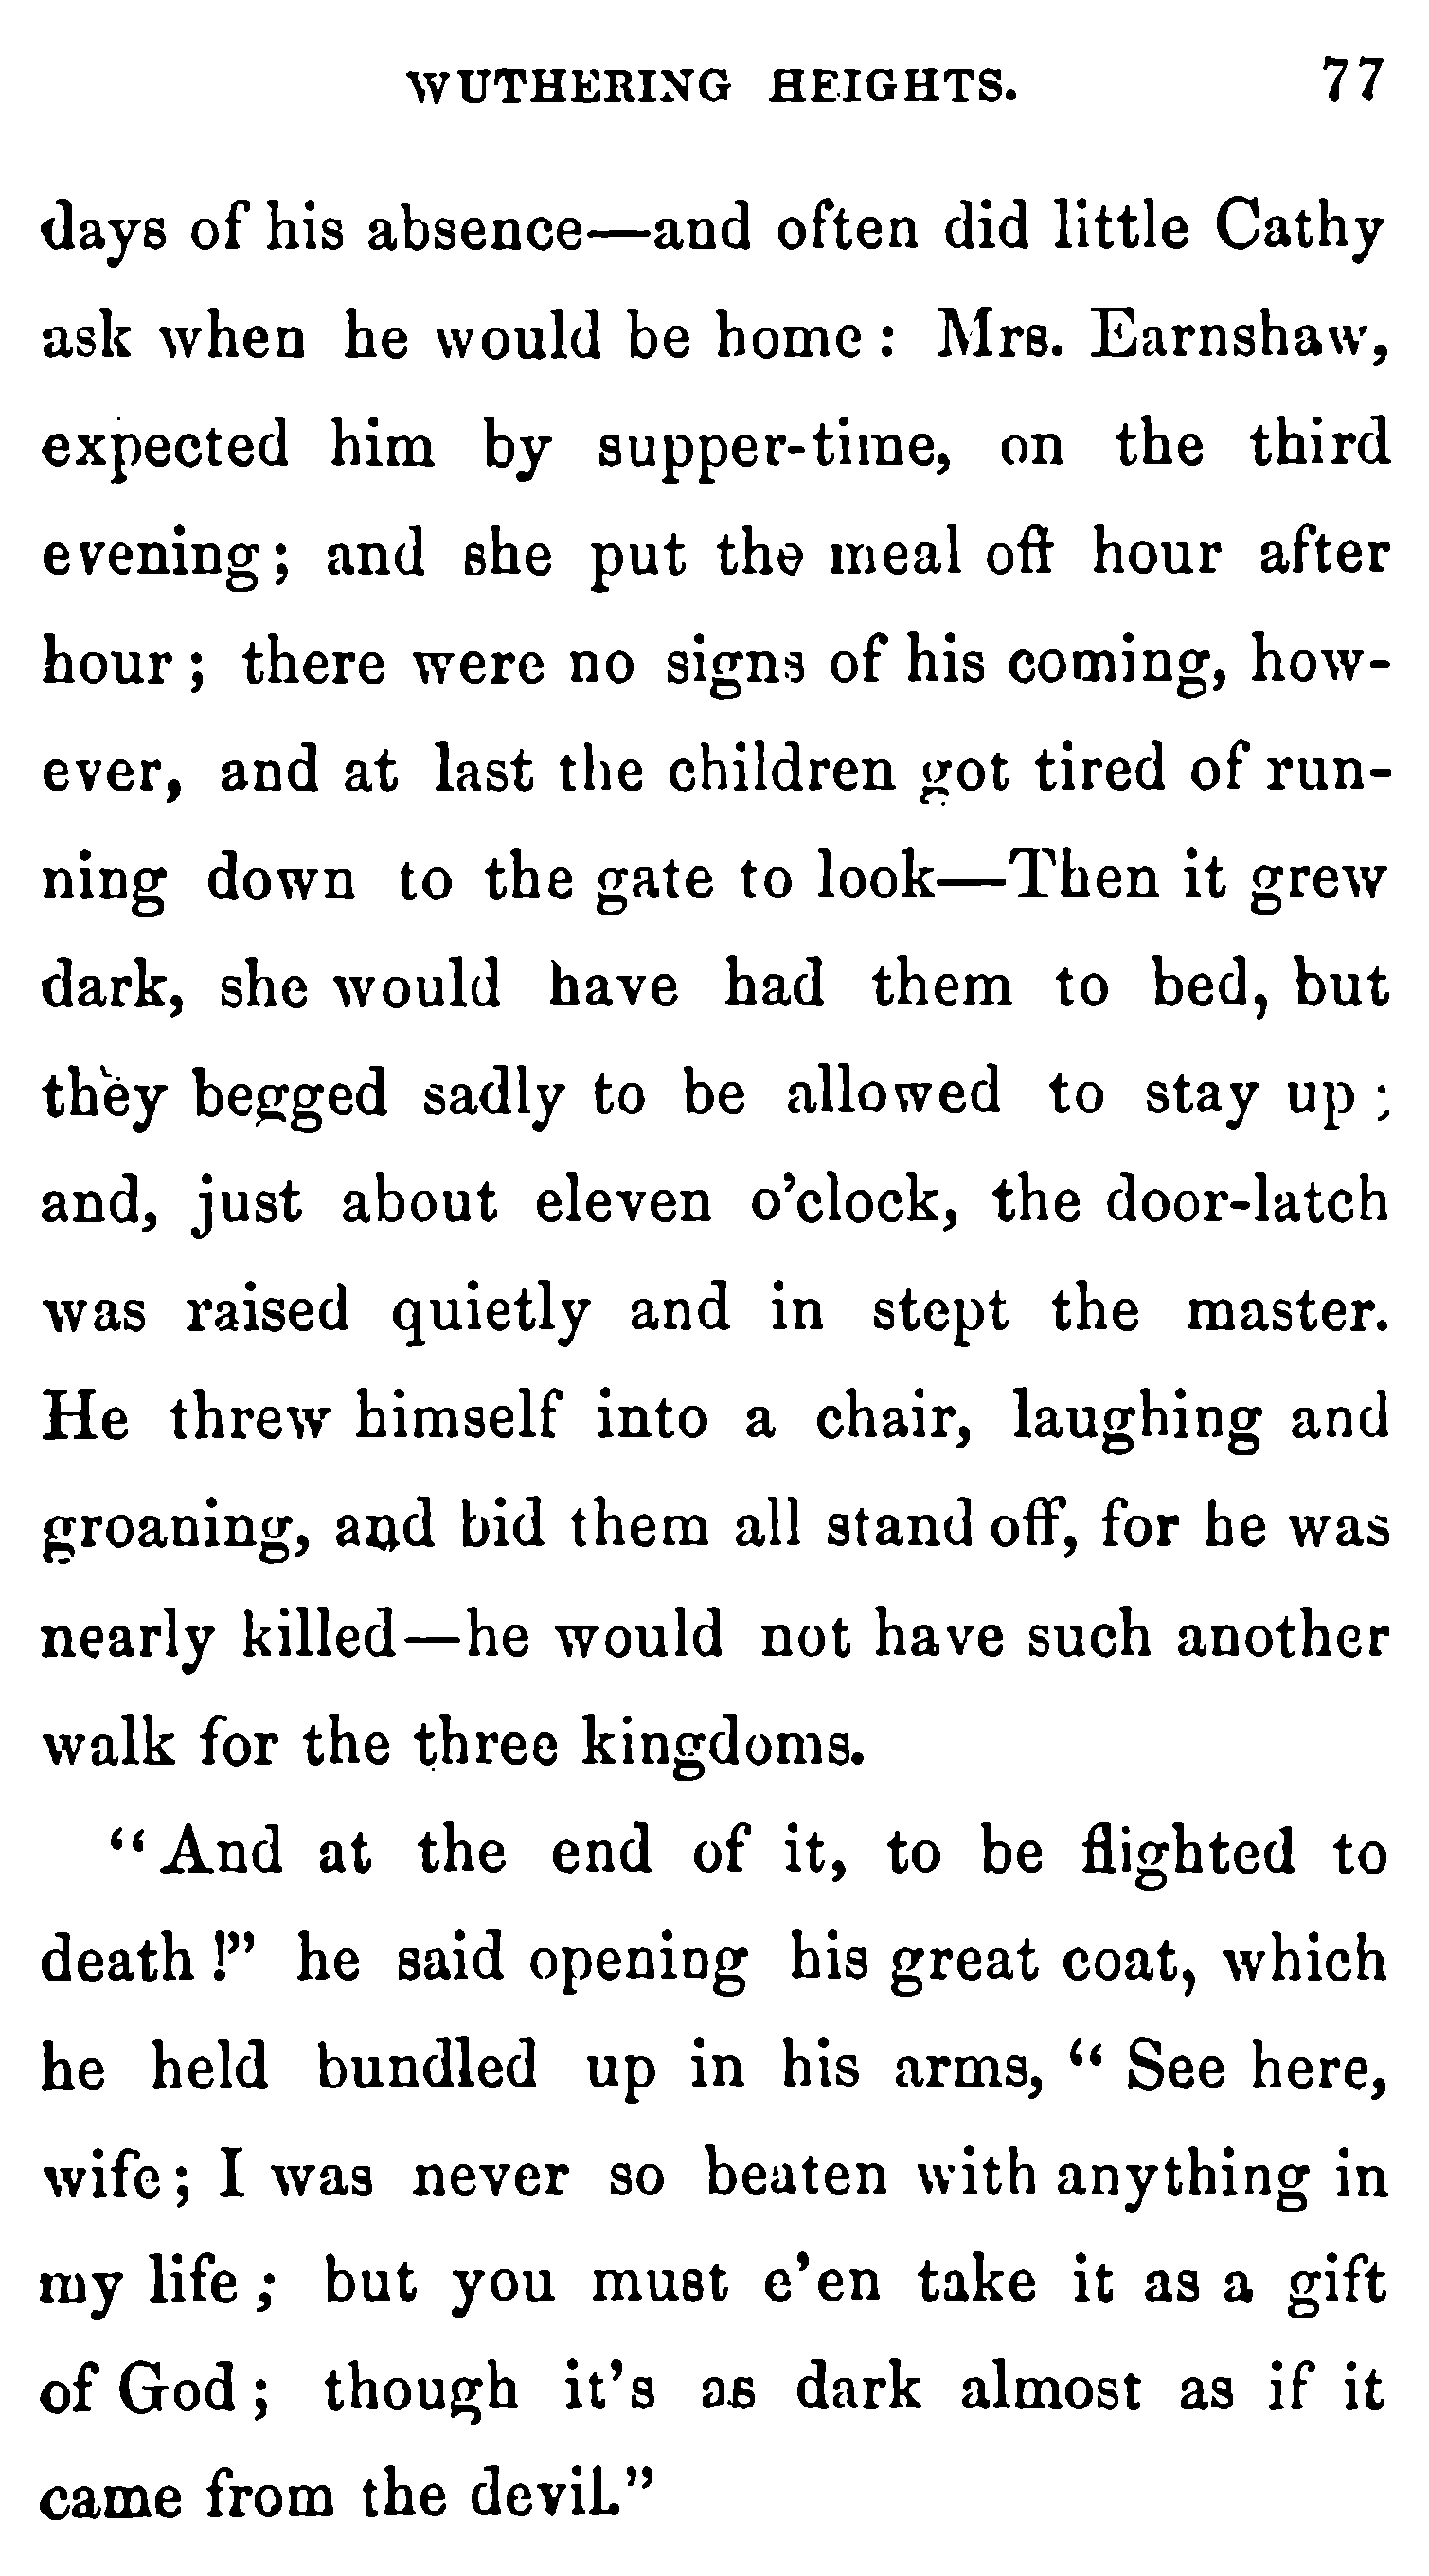 WUTHERING HEIGHTS. 77
days of his absence—and often did little Cathy
ask when he would be home : Mrs. Earnshaw,
expected him by supper-time, on the third
evening; and she put the meal off hour after
hour ; there were no signs of his coming, how-
ever, and at last the children got tired of run-
ning down to the gate to look—Then it grew
dark, she would have had them to bed, but
they begged sadly to be allowed to stay up ;
and, just about eleven o'clock, the door-latch
was raised quietly and in stept the master.
He threw himself into a chair, laughing and
groaning, and bid them all stand off, for he was
nearly killed—he would not have such another
walk for the three kingdoms.
“And at the end of it, to be flighted to
death !” he said opening his great coat, which
he held bundled up in his arms, “ See here,
wife ; I was never so beaten with anything in
my life ; but you must e'en take it as a gift
of God ; though it's as dark almost as if it
came from the devil.”